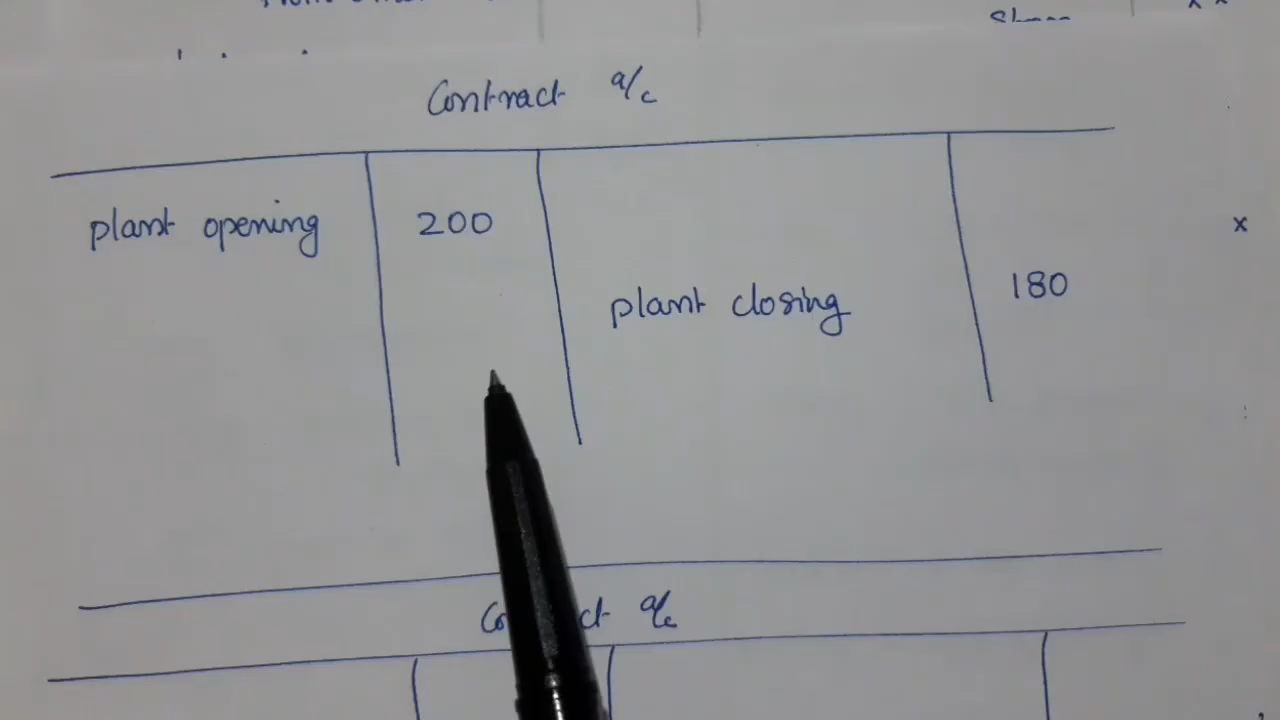 Contract a/c
plant opening 200
plant closing 180
x
a/c